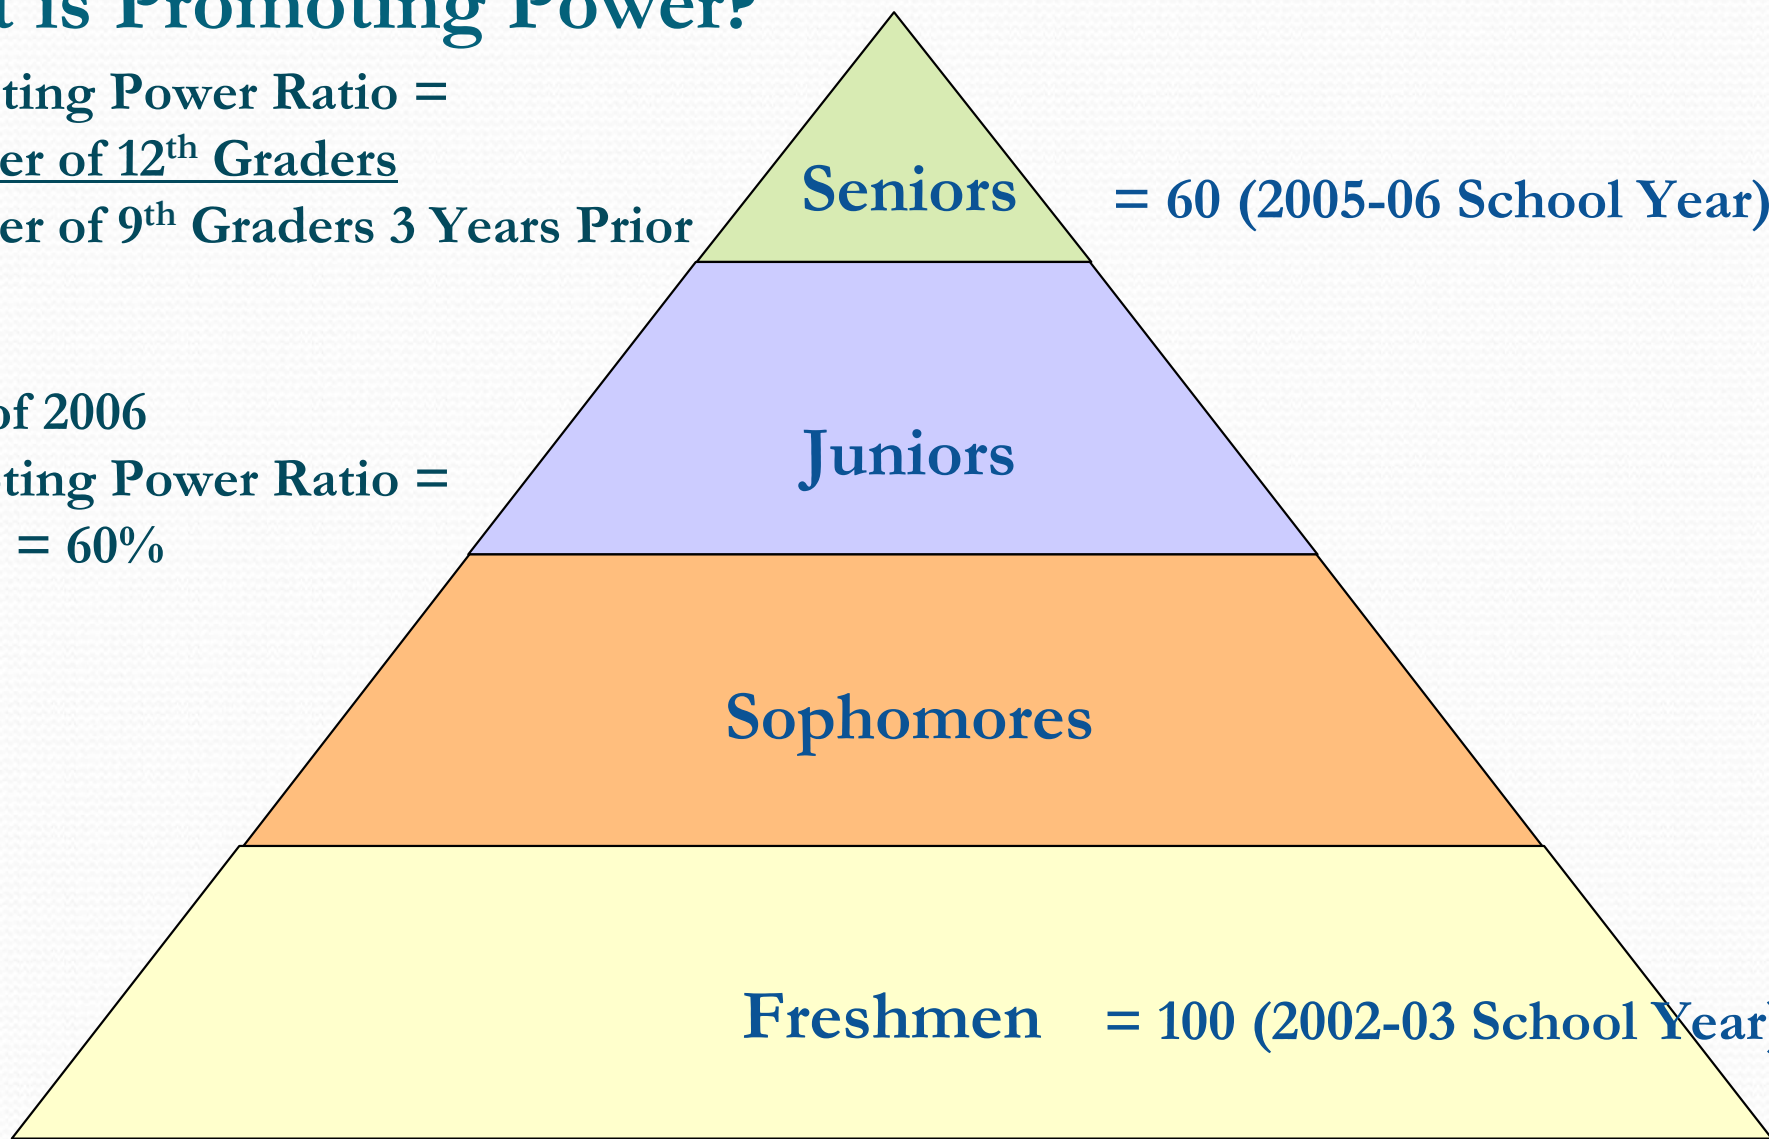 t is Promoting Power?
ting Power Ratio =
er of 12th Graders
er of 9th Graders 3 Years Prior
Seniors = 60 (2005-06 School Year)
of 2006
ting Power Ratio =
= 60%
Juniors
Sophomores
Freshmen = 100 (2002-03 School Year)